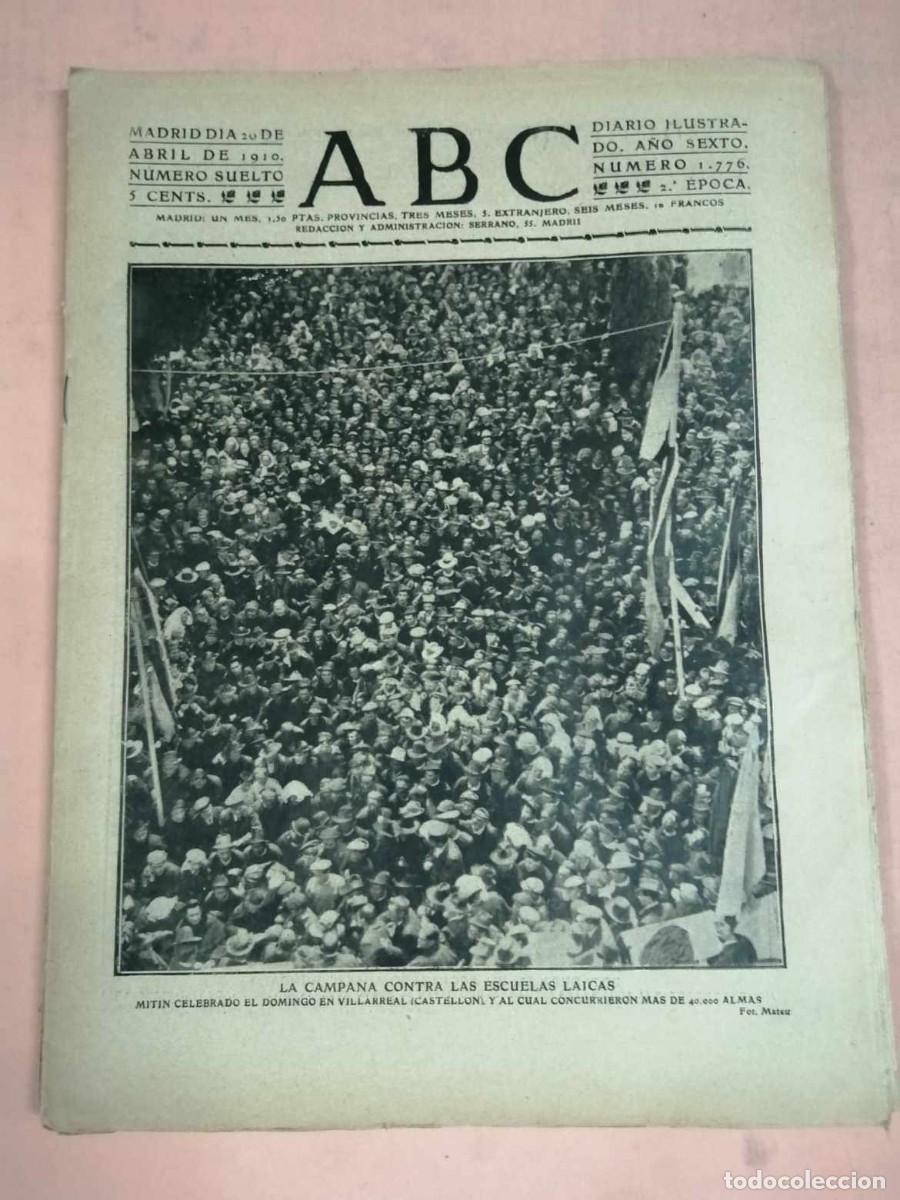 MADRID DIA 20 DE
ABRIL DE 1910.
NUMERO SUELTO
5 CENTS.
ABC
DIARIO ILUSTRA-
DO. AÑO SEXTO.
NUMERO 1.776.
2.ª ÉPOCA.
MADRID: UN MES, 1,50 PTAS. PROVINCIAS, TRES MESES, 5. EXTRANJERO, SEIS MESES, 10 FRANCOS
REDACCION Y ADMINISTRACION: SERRANO, 55. MADRID
LA CAMPAÑA CONTRA LAS ESCUELAS LAICAS
MITIN CELEBRADO EL DOMINGO EN VILLARREAL (CASTELLON) Y AL CUAL CONCURRIERON MAS DE 40.000 ALMAS
Fot. Mateu
todocoleccion